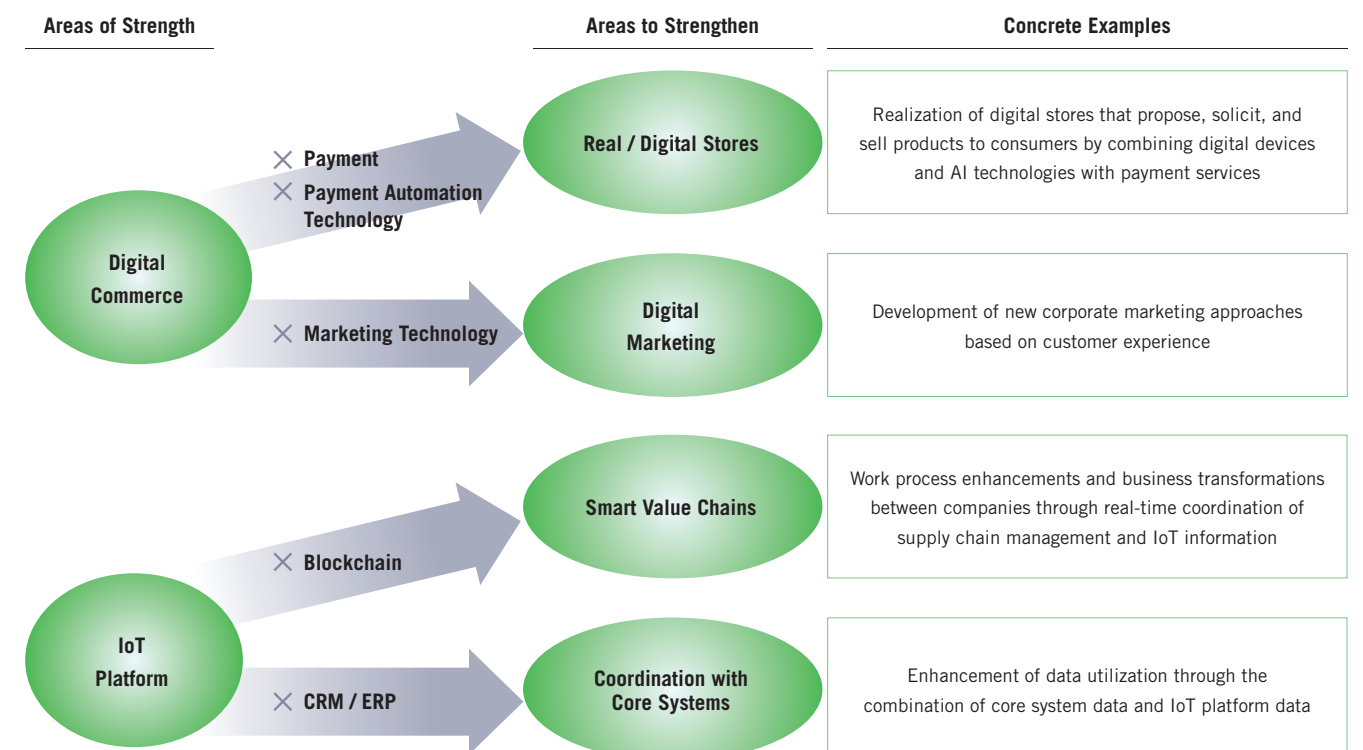 Areas of Strength
Areas to Strengthen
Concrete Examples
Digital
Commerce
× Payment
× Payment Automation
Technology
Real / Digital Stores
Realization of digital stores that propose, solicit, and
sell products to consumers by combining digital devices
and AI technologies with payment services
× Marketing Technology
Digital
Marketing
Development of new corporate marketing approaches
based on customer experience
IoT
Platform
× Blockchain
Smart Value Chains
Work process enhancements and business transformations
between companies through real-time coordination of
supply chain management and IoT information
× CRM / ERP
Coordination with
Core Systems
Enhancement of data utilization through the
combination of core system data and IoT platform data